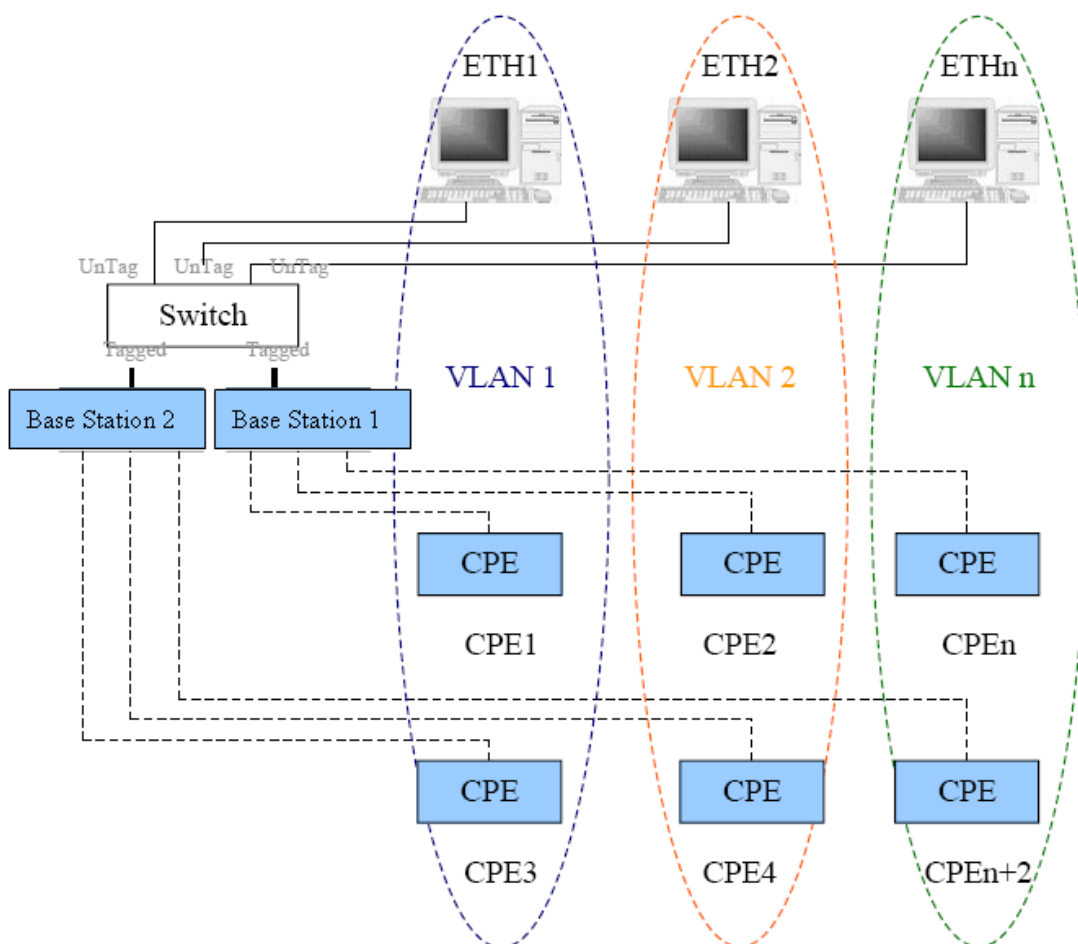 ETH1
ETH2
ETHn
UnTag
UnTag
UnTag
Switch
Tagged
Tagged
VLAN 1
VLAN 2
VLAN n
Base Station 2
Base Station 1
CPE
CPE
CPE
CPE1
CPE2
CPEn
CPE
CPE
CPE
CPE3
CPE4
CPEn+2